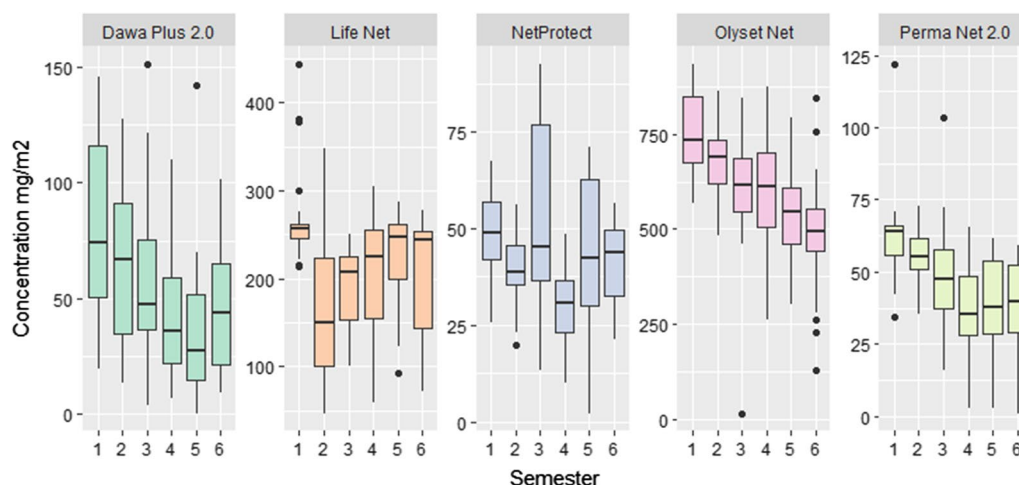 Dawa Plus 2.0
Life Net
NetProtect
Olyset Net
Perma Net 2.0
Concentration mg/m2
150
100
50
0
400
300
200
100
75
50
25
0
750
500
250
0
125
100
75
50
25
0
1 2 3 4 5 6
1 2 3 4 5 6
1 2 3 4 5 6
1 2 3 4 5 6
1 2 3 4 5 6
Semester